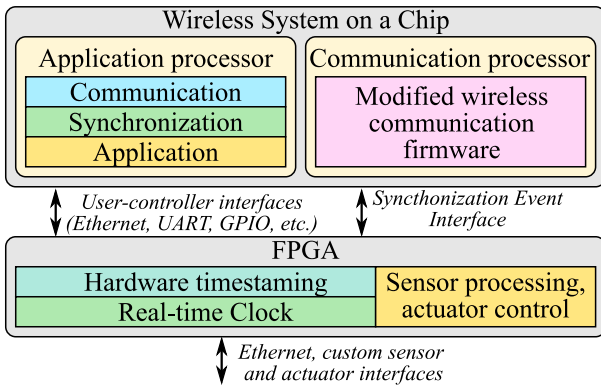 Wireless System on a Chip
Application processor
Communication
Synchronization
Application
Communication processor
Modified wireless
communication
firmware
User-controller interfaces
(Ethernet, UART, GPIO, etc.)
Syncthonization Event
Interface
FPGA
Hardware timestaming
Real-time Clock
Sensor processing,
actuator control
Ethernet, custom sensor
and actuator interfaces